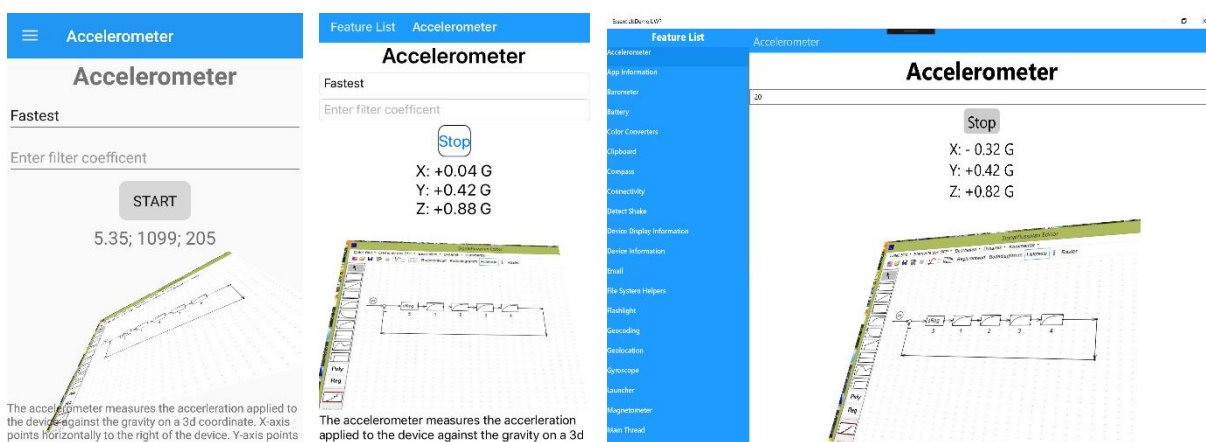 Accelerometer
Accelerometer
Fastest
Enter filter coefficent
START
5.35; 1099; 205
The accelerometer measures the accerleration applied to
the device against the gravity on a 3d coordinate. X-axis
points horizontally to the right of the device. Y-axis points
Feature List Accelerometer
Accelerometer
Fastest
Enter filter coefficent
Stop
X: +0.04 G
Y: +0.42 G
Z: +0.88 G
Poly
Reg
The accelerometer measures the accerleration
applied to the device against the gravity on a 3d
EssentialsDemo.UWP
Feature List
Accelerometer
App Information
Barometer
Battery
Color Converters
Clipboard
Compass
Connectivity
Detect Shake
Device Display Information
Device Information
Email
File System Helpers
Flashlight
Geocoding
Geolocation
Gyroscope
Launcher
Magnetometer
Main Thread
Accelerometer
Accelerometer
20
Stop
X: - 0.32 G
Y: +0.42 G
Z: +0.82 G
Poly
Reg